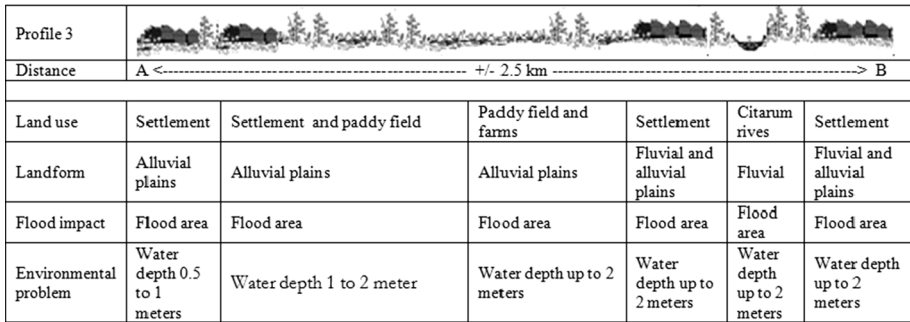 Profile 3
Distance
A <-------------------------------------------------- +/- 2.5 km --------------------------------------------------> B
Land use
Settlement
Settlement and paddy field
Paddy field and
farms
Settlement
Citarum
rives
Settlement
Landform
Alluvial
plains
Alluvial plains
Alluvial plains
Fluvial and
alluvial
plains
Fluvial
Fluvial and
alluvial
plains
Flood impact
Flood area
Flood area
Flood area
Flood area
Flood
area
Flood area
Environmental
problem
Water
depth 0.5
to 1
meters
Water depth 1 to 2 meter
Water depth up to 2
meters
Water
depth up to
2 meters
Water
depth
up to 2
meters
Water depth
up to 2
meters